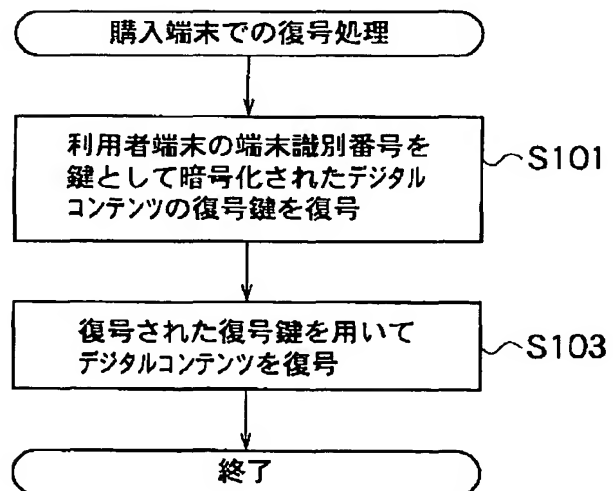 購入端末での復号処理
利用者端末の端末識別番号を
鍵として暗号化されたデジタル
コンテンツの復号鍵を復号
S101
復号された復号鍵を用いて
デジタルコンテンツを復号
S103
終了